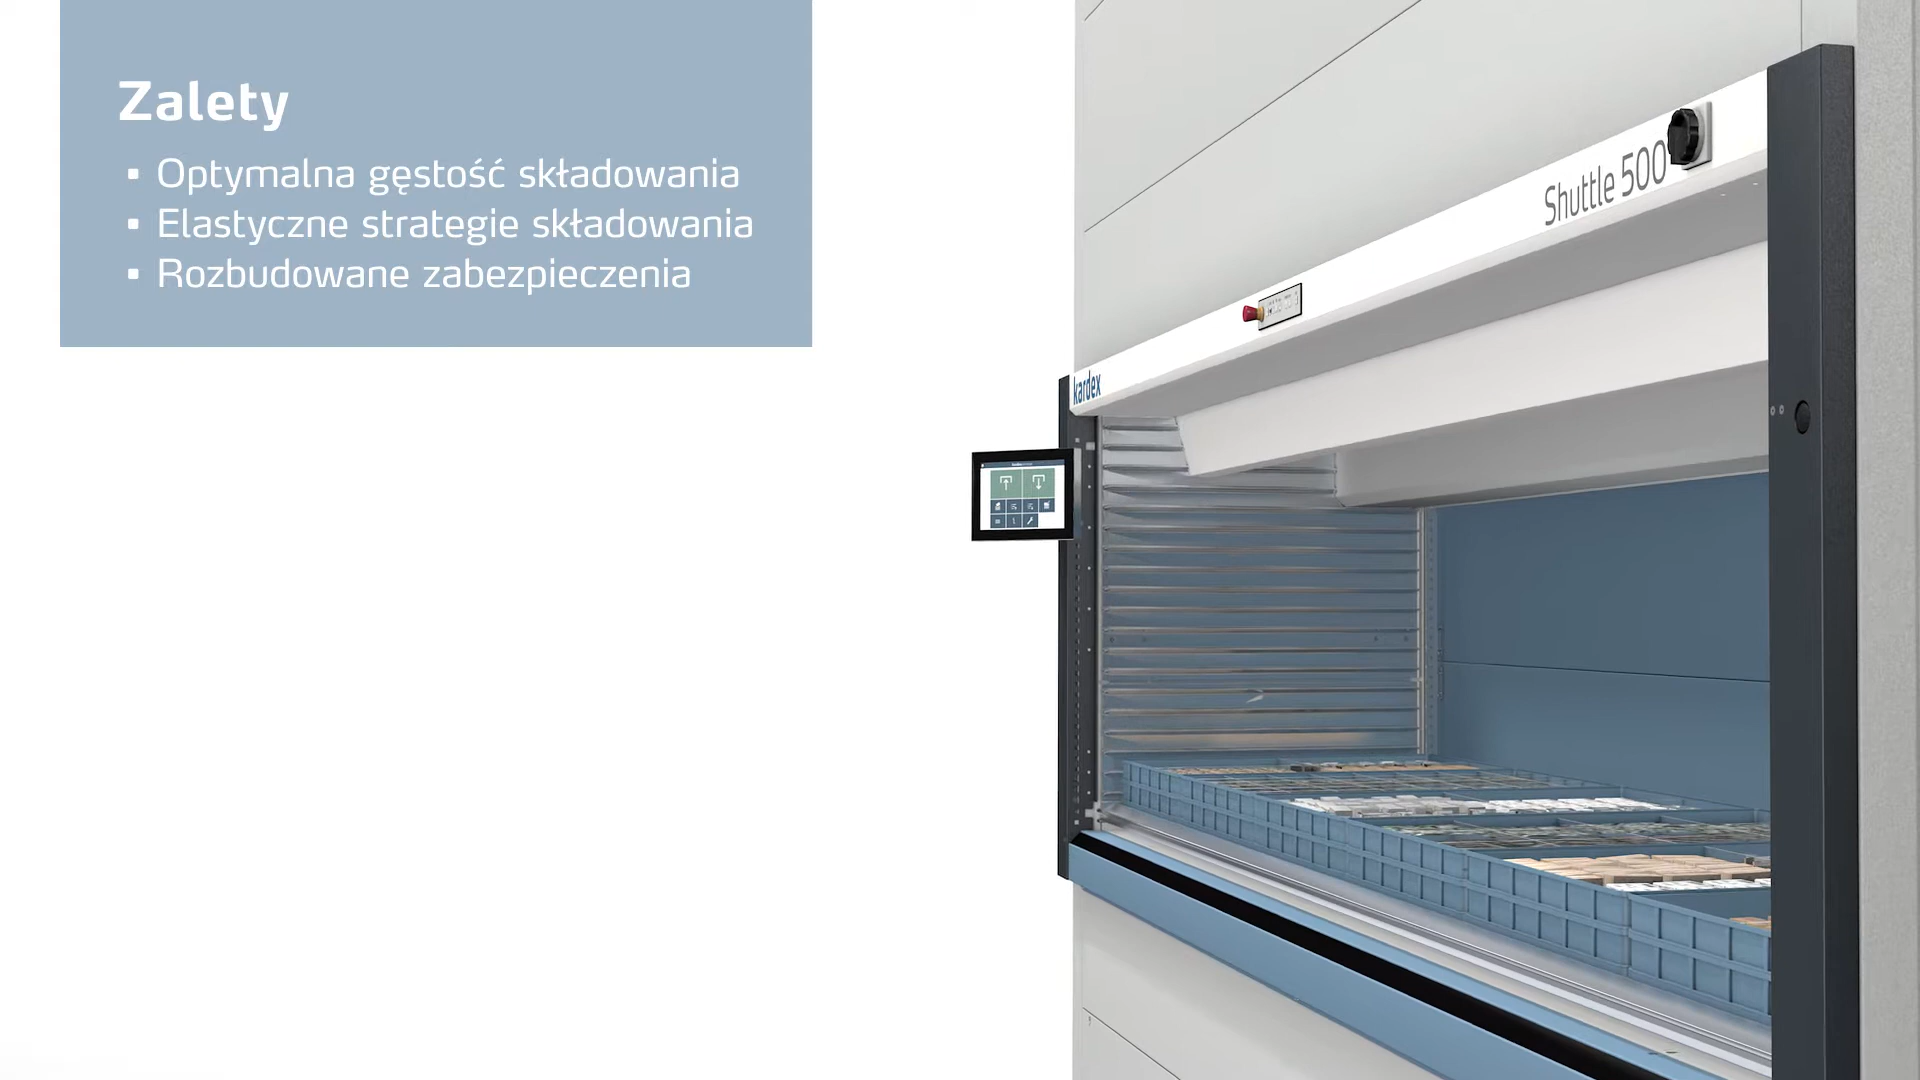 Zalety
▪ Optymalna gęstość składowania
▪ Elastyczne strategie składowania
▪ Rozbudowane zabezpieczenia
Shuttle 500
kardex